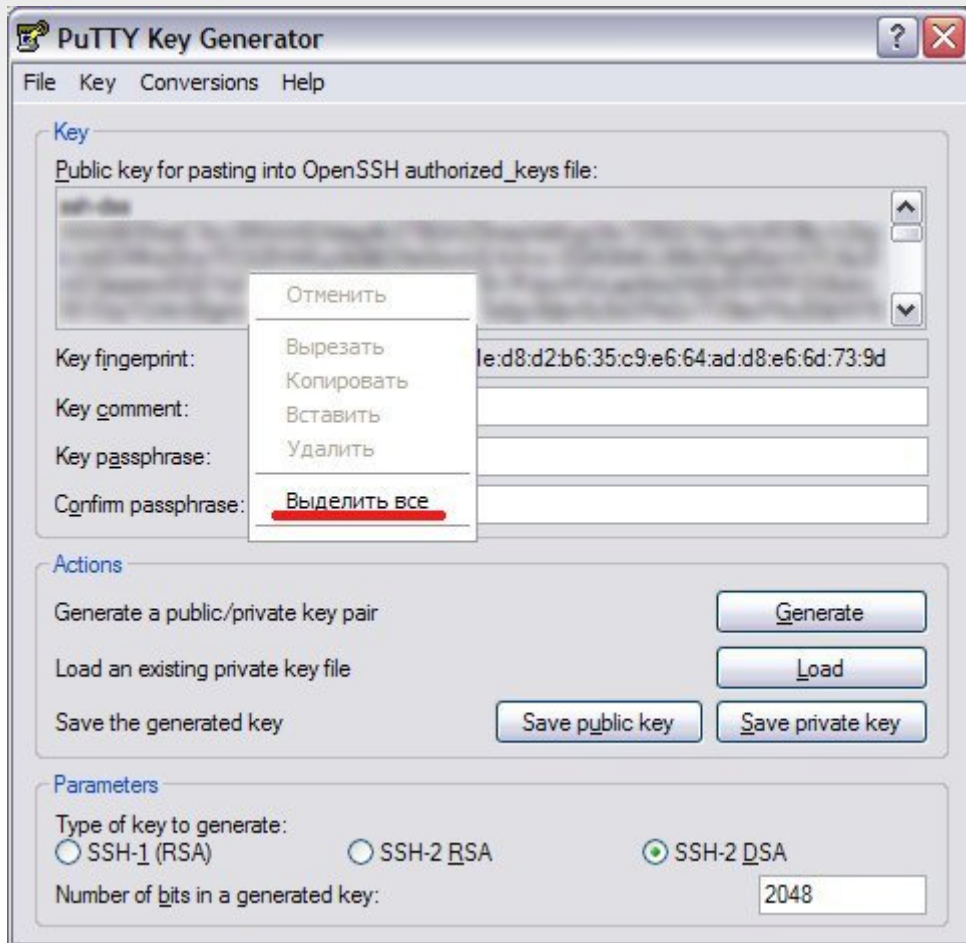 PuTTY Key Generator
File Key Conversions Help
Key
Public key for pasting into OpenSSH authorized_keys file:
ssh-dss
Отменить
Вырезать
Копировать
Вставить
Удалить
Выделить все
Key fingerprint: :d8:d2:b6:35:c9:e6:64:ad:d8:e6:6d:73:9d
Key comment:
Key passphrase:
Confirm passphrase:
Actions
Generate a public/private key pair Generate
Load an existing private key file Load
Save the generated key Save public key Save private key
Parameters
Type of key to generate:
SSH-1 (RSA) SSH-2 RSA SSH-2 DSA
Number of bits in a generated key: 2048